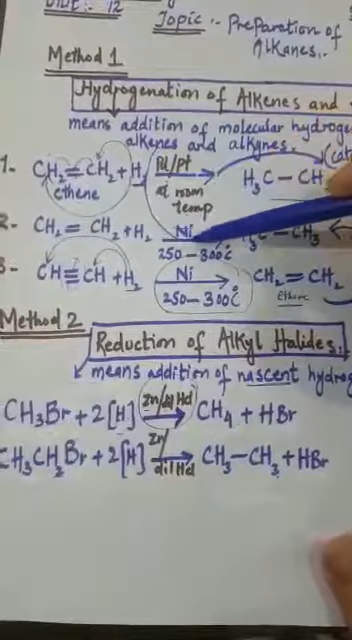 12
Topic :- Preparation of
Alkanes..
Method 1
Hydrogenation of Alkenes and
means addition of molecular hydroge
alkenes and alkynes
1- CH2=CH2+H2 Pd/pt H3C-CH
Ethene at room temp
2- CH2=CH2+H2 Ni 250-300°C C-CH3
3- CH≡CH+H2 Ni 250-300°C CH2=CH2
Ethene
Method 2
Reduction of Alkyl Halides.
means addition of nascent hydrog
CH3Br+2[H] Zn/dil Hcl CH4+HBr
CH3CH2Br+2[H] Zn/ dil Hcl CH3-CH3+HBr